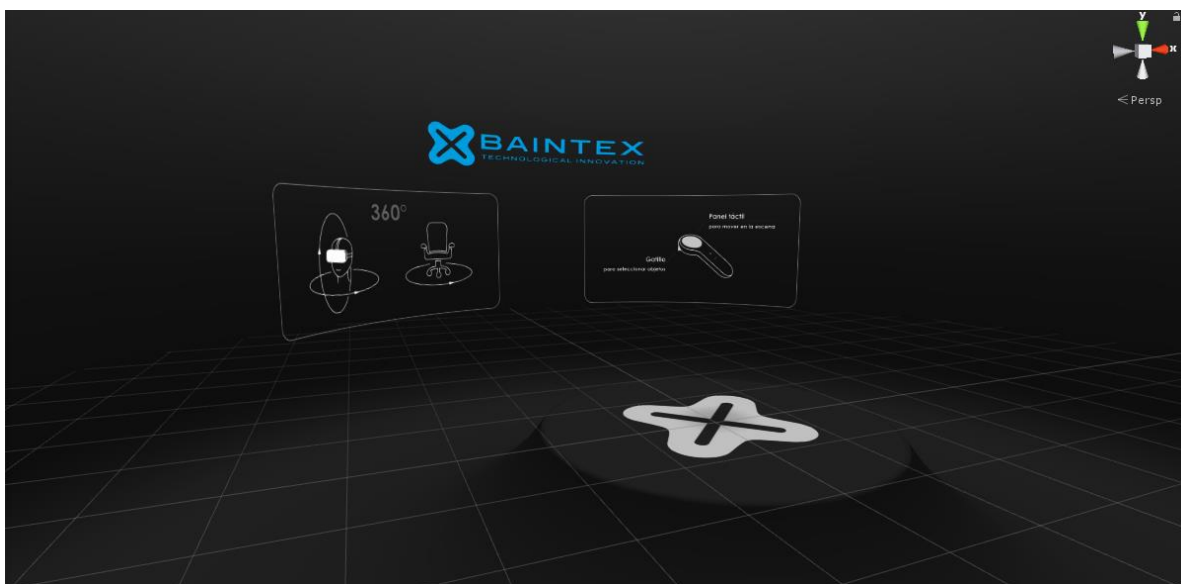 y
x
< Persp
BAINTEX
TECHNOLOGICAL INNOVATION
360°
Panel táctil
para mover en la escena
Gatillo
para seleccionar objetos